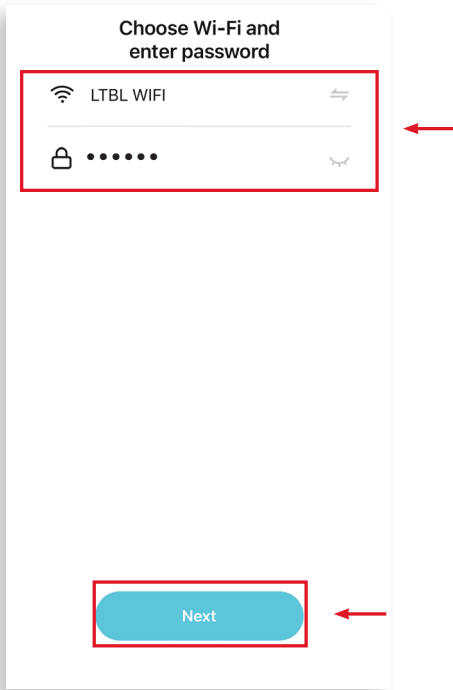 Choose Wi-Fi and
enter password
LTBL WIFI
••••••
Next